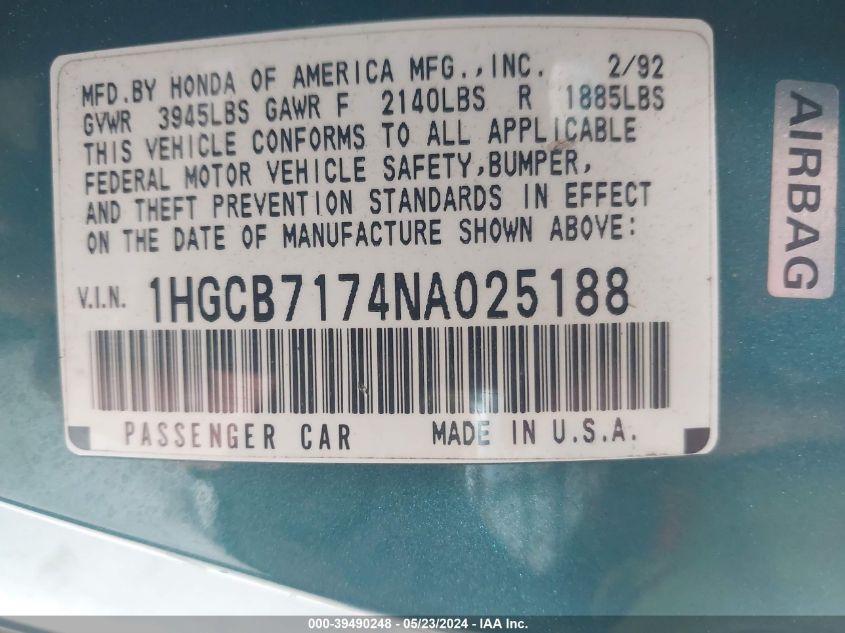 MFD.BY HONDA OF AMERICA MFG.,INC. 2/92
GVWR 3945LBS GAWR F 2140LBS R 1885LBS
THIS VEHICLE CONFORMS TO ALL APPLICABLE
FEDERAL MOTOR VEHICLE SAFETY,BUMPER,
AND THEFT PREVENTION STANDARDS IN EFFECT
ON THE DATE OF MANUFACTURE SHOWN ABOVE:
V.I.N. 1HGCB7174NA025188
PASSENGER CAR MADE IN U.S.A.
AIRBAG
000-39490248 - 05/23/2024 - IAA Inc.